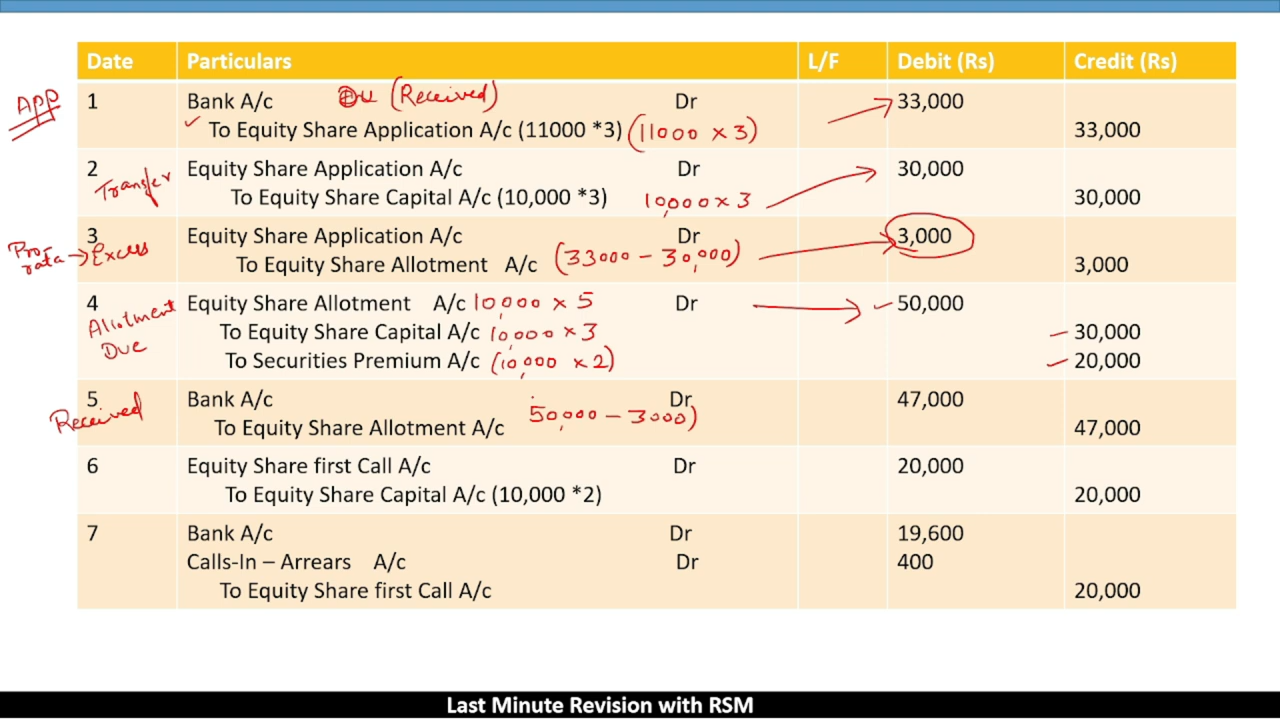 Date Particulars L/F Debit (Rs) Credit (Rs)
APP 1 Bank A/c (Received) Dr 33,000
To Equity Share Application A/c (11000 *3) (11000 × 3) 33,000
2 Equity Share Application A/c Dr 30,000
Transfer To Equity Share Capital A/c (10,000 *3) 10,000 × 3 30,000
3 Equity Share Application A/c Dr 3,000
Pro-rata → Excess To Equity Share Allotment A/c (33000 - 30,000) 3,000
4 Equity Share Allotment A/c 10,000 × 5 Dr 50,000
Allotment To Equity Share Capital A/c 10,000 × 3 30,000
Due To Securities Premium A/c (10,000 × 2) 20,000
5 Bank A/c Dr 47,000
Received To Equity Share Allotment A/c 50,000 - 3000) 47,000
6 Equity Share first Call A/c Dr 20,000
To Equity Share Capital A/c (10,000 *2) 20,000
7 Bank A/c Dr 19,600
Calls-In – Arrears A/c Dr 400
To Equity Share first Call A/c 20,000
Last Minute Revision with RSM